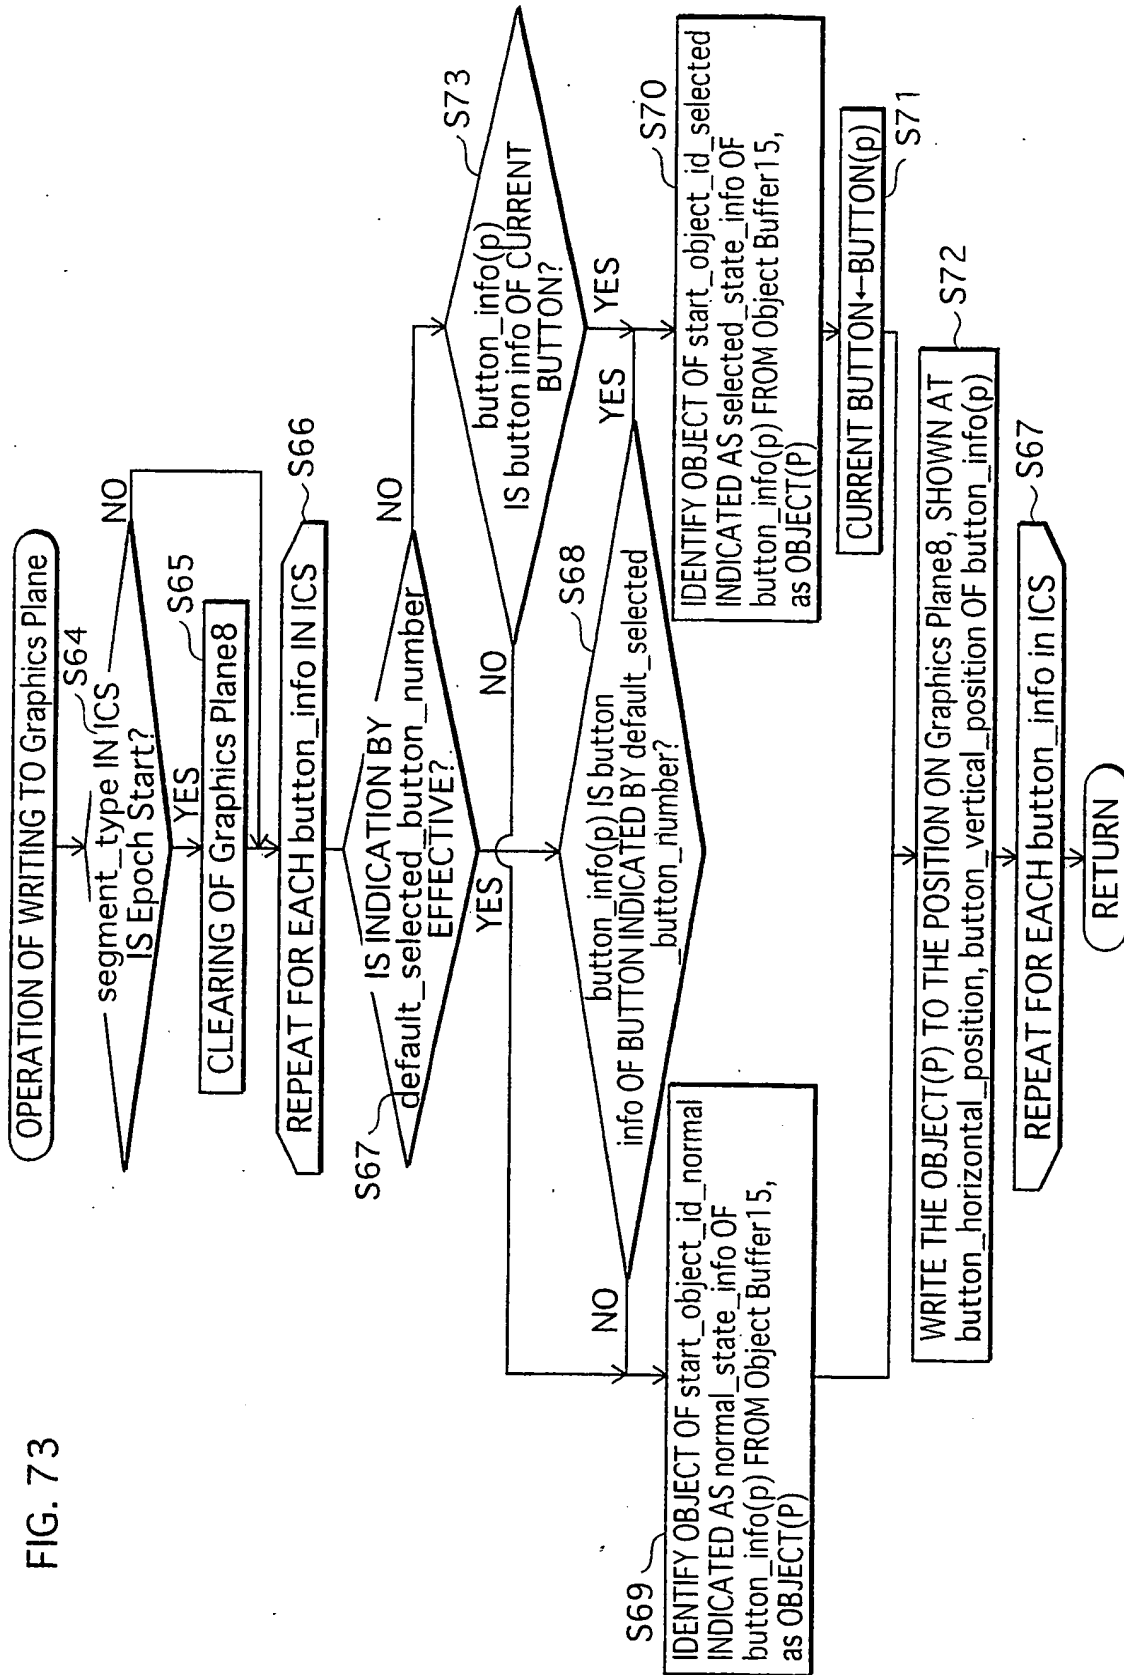 FIG. 73
OPERATION OF WRITING TO Graphics Plane
S64
segment_type IN ICS
IS Epoch Start?
NO
YES
S65
CLEARING OF Graphics Plane8
S66
REPEAT FOR EACH button_info IN ICS
S67
IS INDICATION BY
default_selected_button_number
EFFECTIVE?
NO
YES
S73
button_info(p)
IS button info OF CURRENT
BUTTON?
NO
YES
S68
button_info(p) IS button
info OF BUTTON INDICATED BY default_selected
_button_number?
NO
YES
S69
IDENTIFY OBJECT OF start_object_id_normal
INDICATED AS normal_state_info OF
button_info(p) FROM Object Buffer15,
as OBJECT(P)
S70
IDENTIFY OBJECT OF start_object_id_selected
INDICATED AS selected_state_info OF
button_info(p) FROM Object Buffer15,
as OBJECT(P)
CURRENT BUTTON←BUTTON(p)
S71
S72
WRITE THE OBJECT(P) TO THE POSITION ON Graphics Plane8, SHOWN AT
button_horizontal_position, button_vertical_position OF button_info(p)
S67
REPEAT FOR EACH button_info in ICS
RETURN